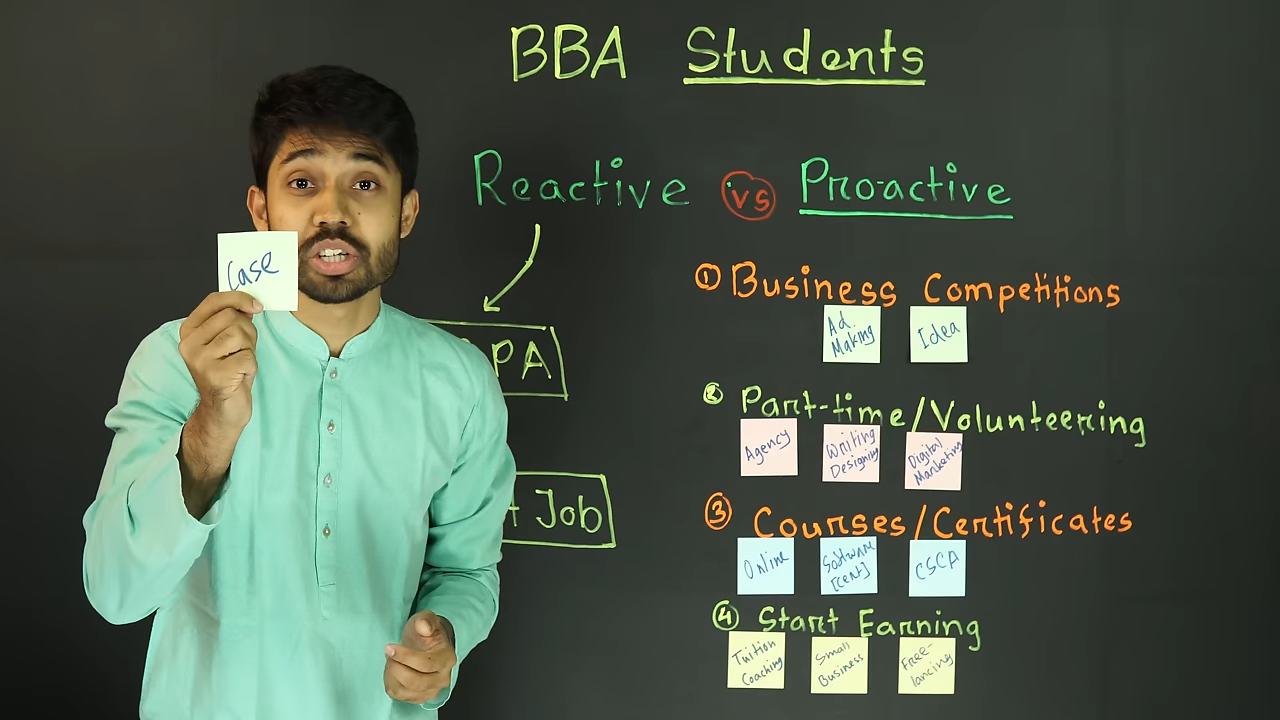 BBA Students
Reactive vs Pro-active
Case
① Business Competitions
Ad
Making
Idea
PA
② Part-time/Volunteering
Agency
Writing
Designing
Digital
Marketing
Job
③ Courses/Certificates
Online
Software
[cert]
CSCA
④ Start Earning
Tuition
Coaching
Small
Business
Free-
lancing